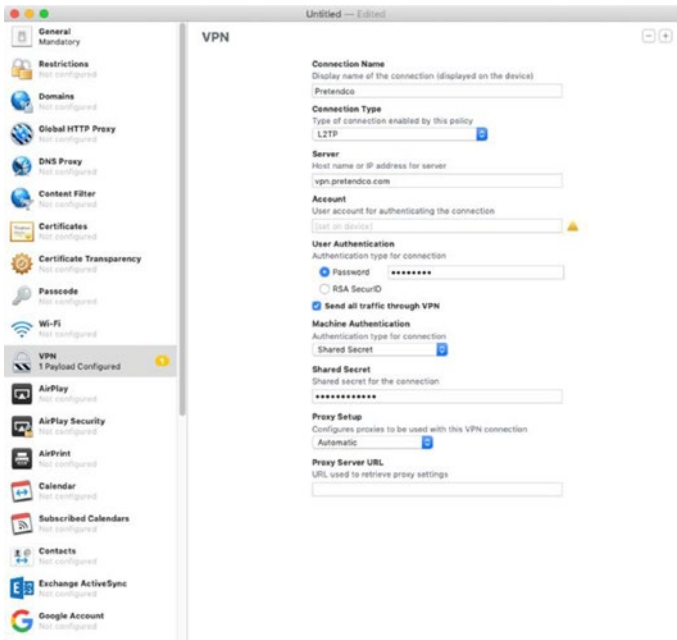 Untitled — Edited
General
Mandatory
Restrictions
Not configured
Domains
Not configured
Global HTTP Proxy
Not configured
DNS Proxy
Not configured
Content Filter
Not configured
Certificates
Not configured
Certificate Transparency
Not configured
Passcode
Not configured
Wi-Fi
Not configured
VPN
1 Payload Configured
1
AirPlay
Not configured
AirPlay Security
Not configured
AirPrint
Not configured
Calendar
Not configured
Subscribed Calendars
Not configured
Contacts
Not configured
Exchange ActiveSync
Not configured
Google Account
Not configured
VPN
Connection Name
Display name of the connection (displayed on the device)
Pretendco
Connection Type
Type of connection enabled by this policy
L2TP
Server
Host name or IP address for server
vpn.pretendco.com
Account
User account for authenticating the connection
[set on device]
User Authentication
Authentication type for connection
Password ••••••••
RSA SecurID
Send all traffic through VPN
Machine Authentication
Authentication type for connection
Shared Secret
Shared Secret
Shared secret for the connection
••••••••••••
Proxy Setup
Configures proxies to be used with this VPN connection
Automatic
Proxy Server URL
URL used to retrieve proxy settings